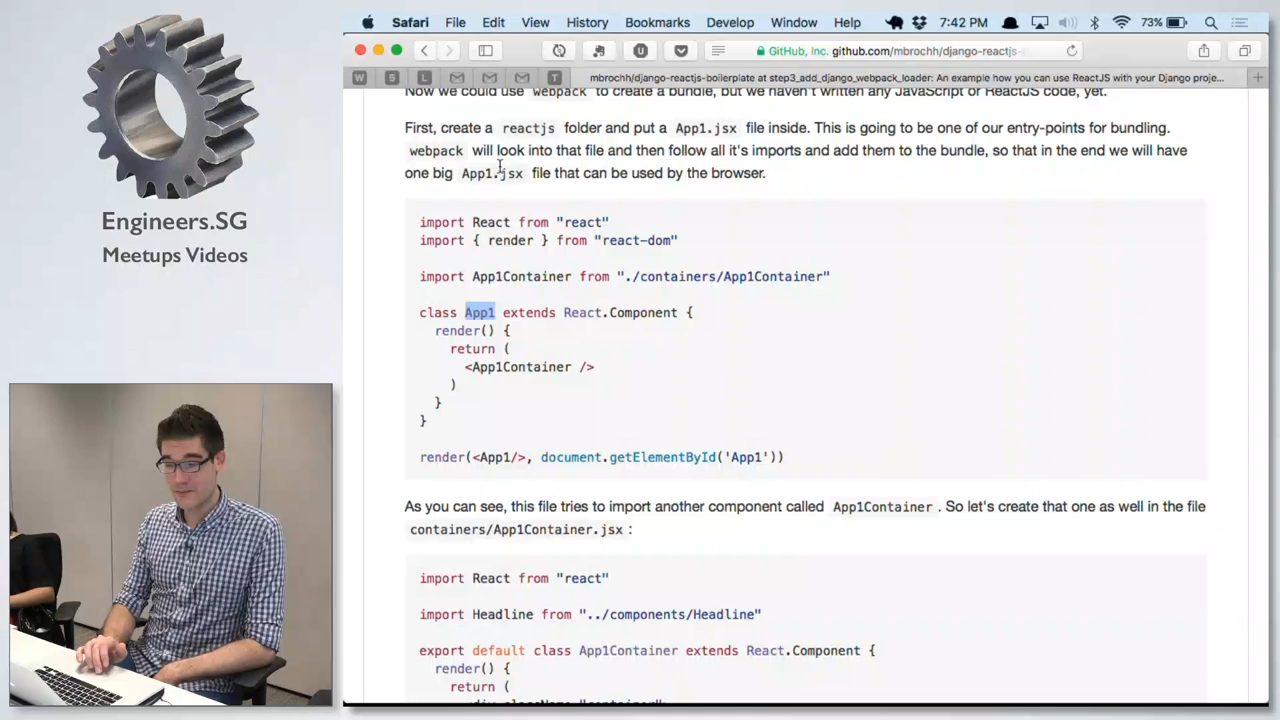 Engineers.SG
Meetups Videos
Safari File Edit View History Bookmarks Develop Window Help 7:42 PM 73%
GitHub, Inc. github.com/mbrochh/django-reactjs-
W 5 L T mbrochh/django-reactjs-boilerplate at step3_add_django_webpack_loader: An example how you can use ReactJS with your Django proje...
Now we could use webpack to create a bundle, but we haven't written any JavaScript or ReactJS code, yet.
First, create a reactjs folder and put a App1.jsx file inside. This is going to be one of our entry-points for bundling.
webpack will look into that file and then follow all it's imports and add them to the bundle, so that in the end we will have
one big App1.jsx file that can be used by the browser.
import React from "react"
import { render } from "react-dom"
import App1Container from "./containers/App1Container"
class App1 extends React.Component {
render() {
return (
<App1Container />
)
}
}
render(<App1/>, document.getElementById('App1'))
As you can see, this file tries to import another component called App1Container . So let's create that one as well in the file
containers/App1Container.jsx :
import React from "react"
import Headline from "../components/Headline"
export default class App1Container extends React.Component {
render() {
return (
<div className="container">